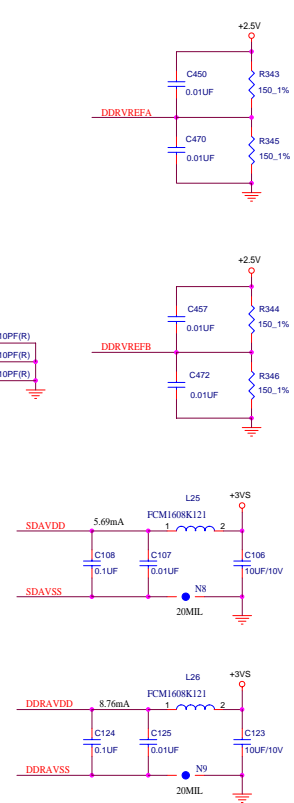 +2.5V
C450
R343
0.01UF
150_1%
DDRVREFA
C470
R345
0.01UF
150_1%
+2.5V
C457
R344
0.01UF
150_1%
10PF(R)
DDRVREFB
10PF(R)
C472
R346
10PF(R)
0.01UF
150_1%
L25
+3VS
FCM1608K121
SDAVDD
5.69mA
1
2
C108
C107
C106
0.1UF
0.01UF
10UF/10V
SDAVSS
N8
20MIL
L26
+3VS
FCM1608K121
DDRAVDD
8.76mA
1
2
C124
C125
C123
0.1UF
0.01UF
10UF/10V
DDRAVSS
N9
20MIL